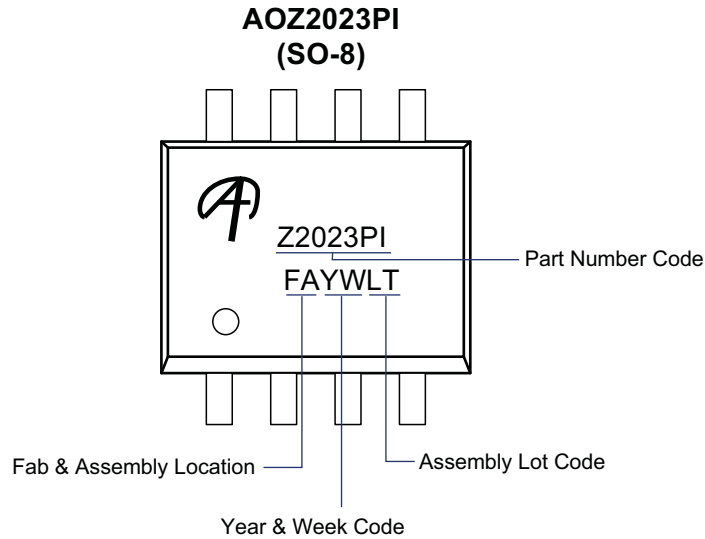 AOZ2023PI
(SO-8)
Z2023PI
Part Number Code
FAYWLT
Fab & Assembly Location
Assembly Lot Code
Year & Week Code